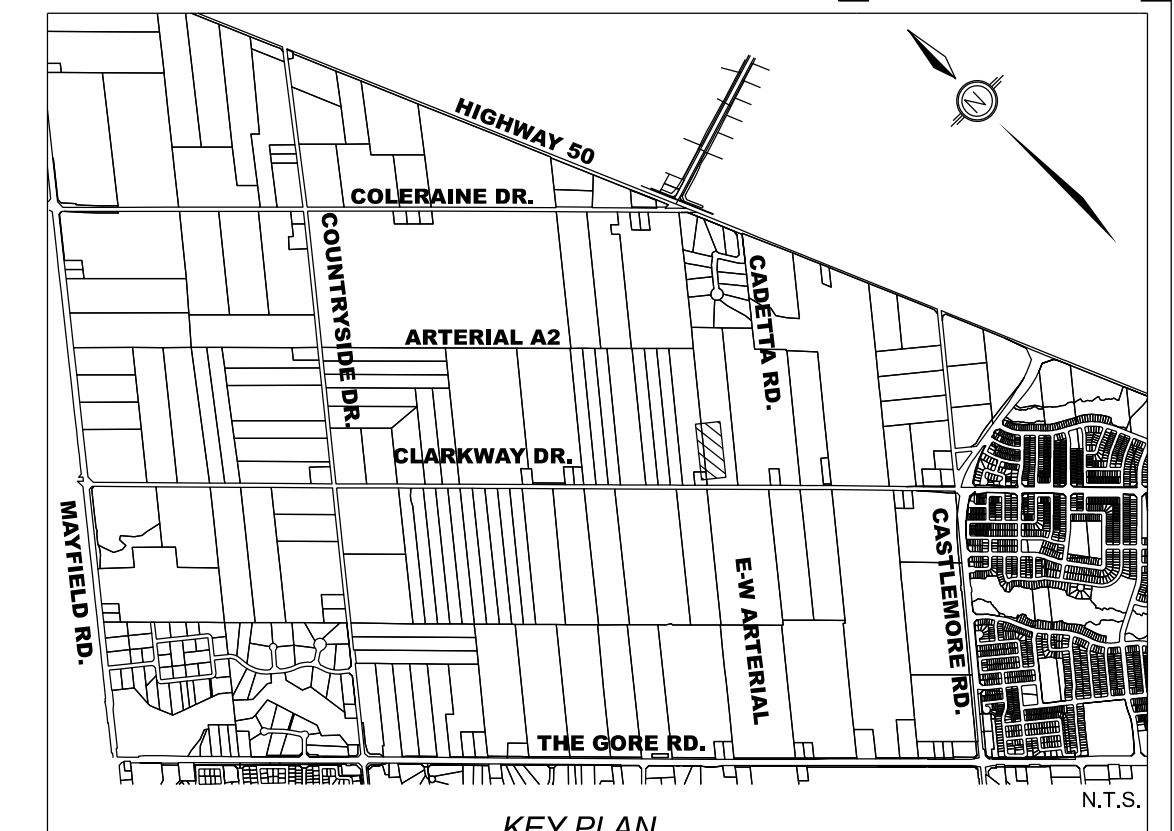 HIGHWAY 50
N
COLERAINE DR.
COUNTRYSIDE DR.
CADETTA RD.
ARTERIAL A2
CLARKWAY DR.
MAYFIELD RD.
CASTLEMORE RD.
E-W ARTERIAL
THE GORE RD.
N.T.S.
KEY PLAN